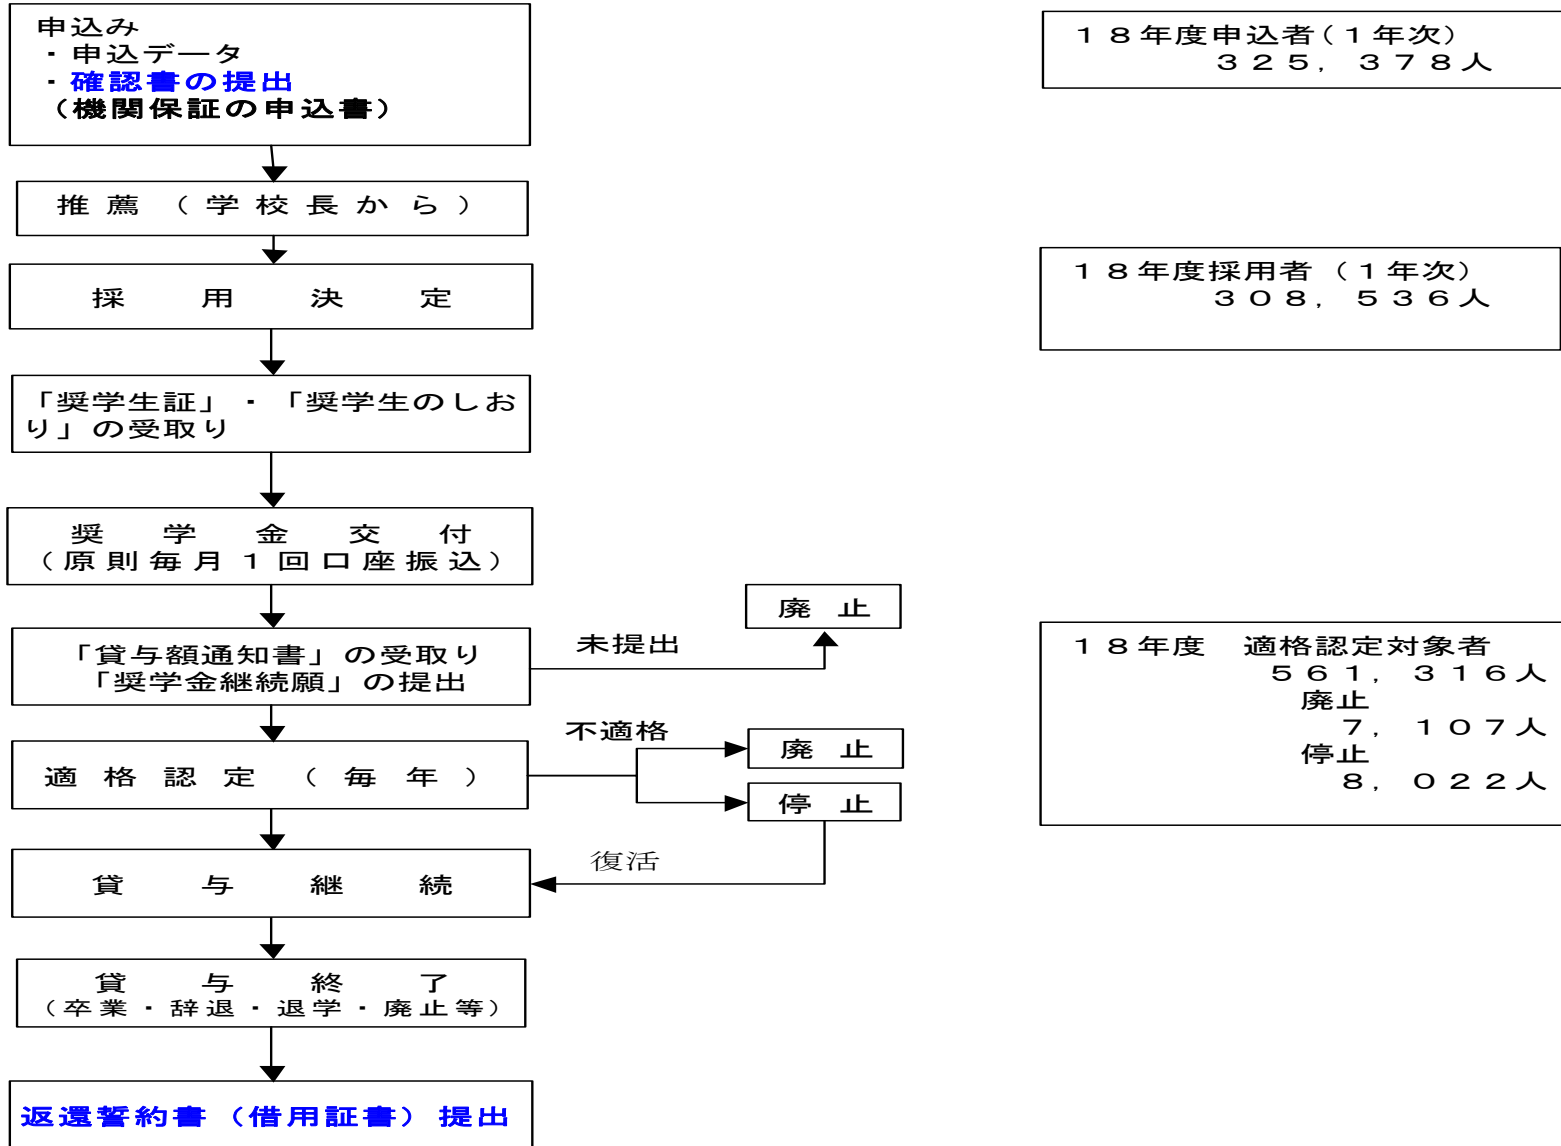 申込み
・申込データ
・確認書の提出
（機関保証の申込書）
推薦（学校長から）
採用決定
「奨学生証」・「奨学生のしお
り」の受取り
奨学金交付
（原則毎月１回口座振込）
「貸与額通知書」の受取り
「奨学金継続願」の提出
未提出
廃止
適格認定（毎年）
不適格
廃止
停止
復活
貸与継続
貸与終了
（卒業・辞退・退学・廃止等）
返還誓約書（借用証書）提出
１８年度申込者（１年次）
３２５，３７８人
１８年度採用者（１年次）
３０８，５３６人
１８年度　適格認定対象者
５６１，３１６人
廃止
７，１０７人
停止
８，０２２人